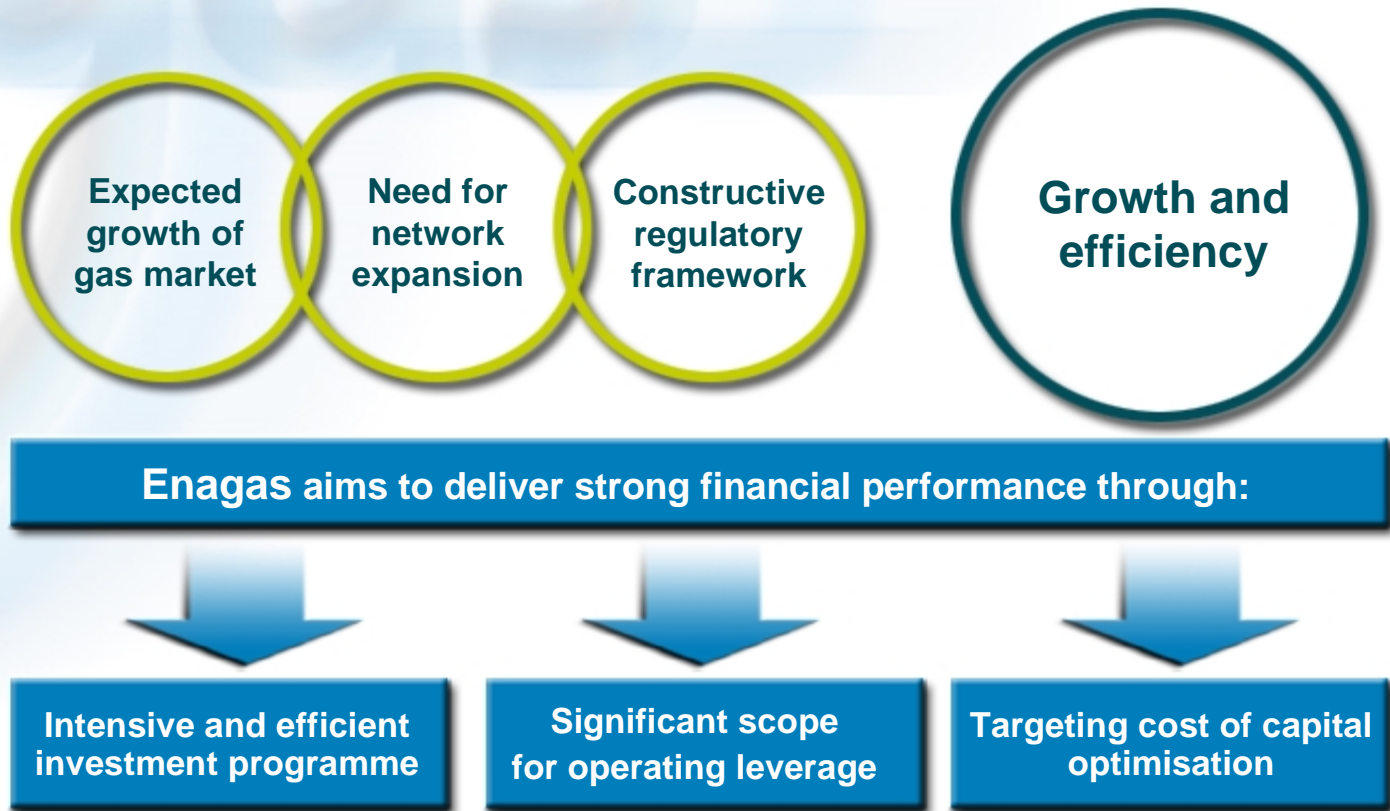 Expected
growth of
gas market
Need for
network
expansion
Constructive
regulatory
framework
Growth and
efficiency
Enagas aims to deliver strong financial performance through:
Intensive and efficient
investment programme
Significant scope
for operating leverage
Targeting cost of capital
optimisation